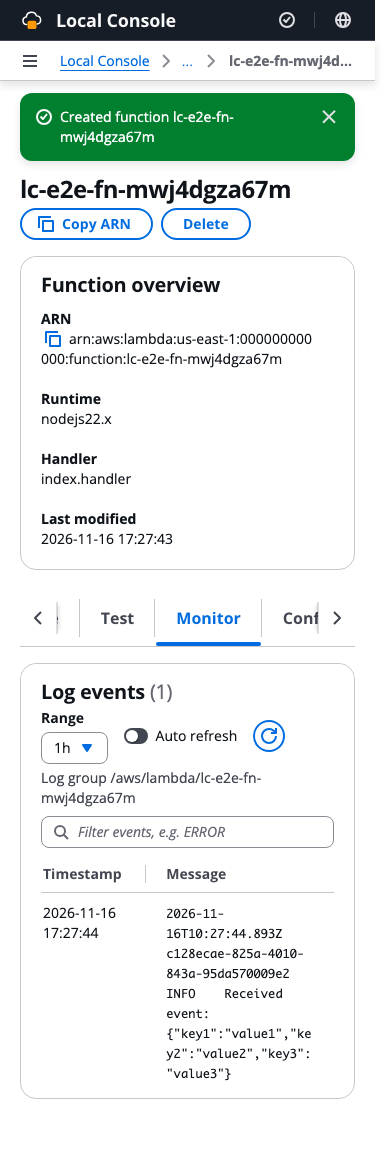 Local Console
Local Console
...
lc-e2e-fn-mwj4d...
Created function lc-e2e-fn-
mwj4dgza67m
lc-e2e-fn-mwj4dgza67m
Copy ARN
Delete
Function overview
ARN
arn:aws:lambda:us-east-1:000000000
000:function:lc-e2e-fn-mwj4dgza67m
Runtime
nodejs22.x
Handler
index.handler
Last modified
2026-11-16 17:27:43
Test
Monitor
Conf
Log events (1)
Range
1h
Auto refresh
Log group /aws/lambda/lc-e2e-fn-
mwj4dgza67m
Filter events, e.g. ERROR
Timestamp
Message
2026-11-16
17:27:44
2026-11-
16T10:27:44.893Z
c128ecae-825a-4010-
843a-95da570009e2
INFO Received
event:
{"key1":"value1","ke
y2":"value2","key3":
"value3"}